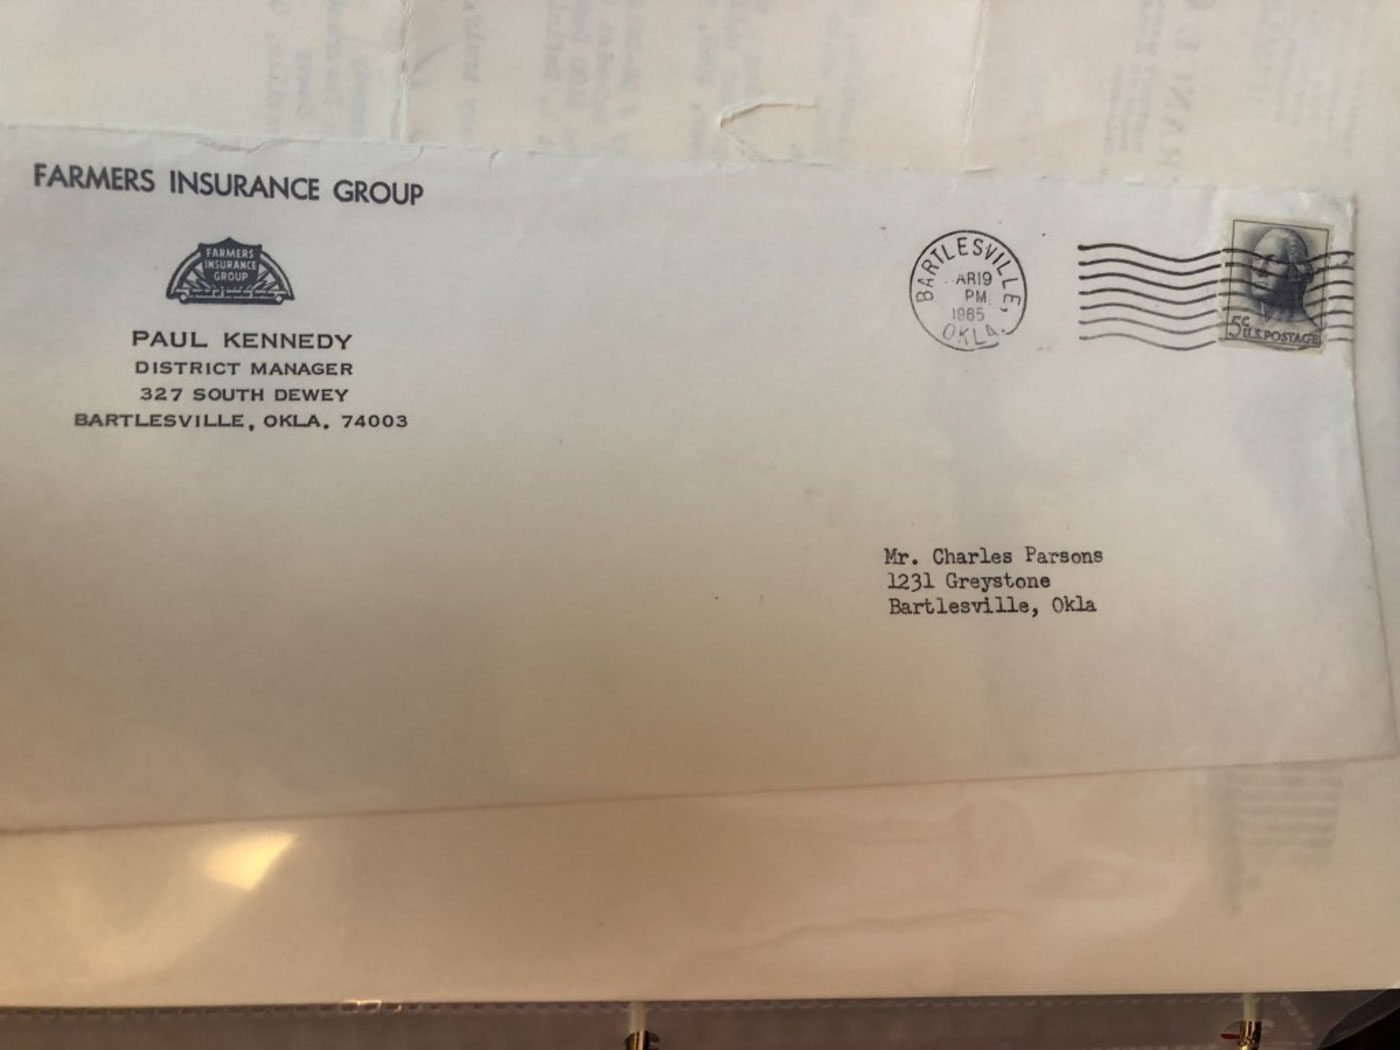 FARMERS INSURANCE GROUP
FARMERS
INSURANCE
GROUP
PAUL KENNEDY
DISTRICT MANAGER
327 SOUTH DEWEY
BARTLESVILLE, OKLA. 74003
BARTLESVILLE,
AR19
PM
1965
OKLA.
5c
U.S. POSTAGE
Mr. Charles Parsons
1231 Greystone
Bartlesville, Okla